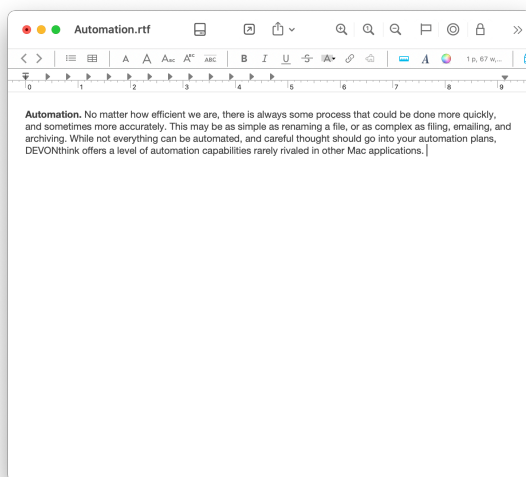 Automation.rtf
A A Aᴀʙᴄ Aᴬᴮᶜ ABC B I U S A A 1 p, 67 w,...
0 1 2 3 4 5 6 7 8 9
Automation. No matter how efficient we are, there is always some process that could be done more quickly,
and sometimes more accurately. This may be as simple as renaming a file, or as complex as filing, emailing, and
archiving. While not everything can be automated, and careful thought should go into your automation plans,
DEVONthink offers a level of automation capabilities rarely rivaled in other Mac applications.